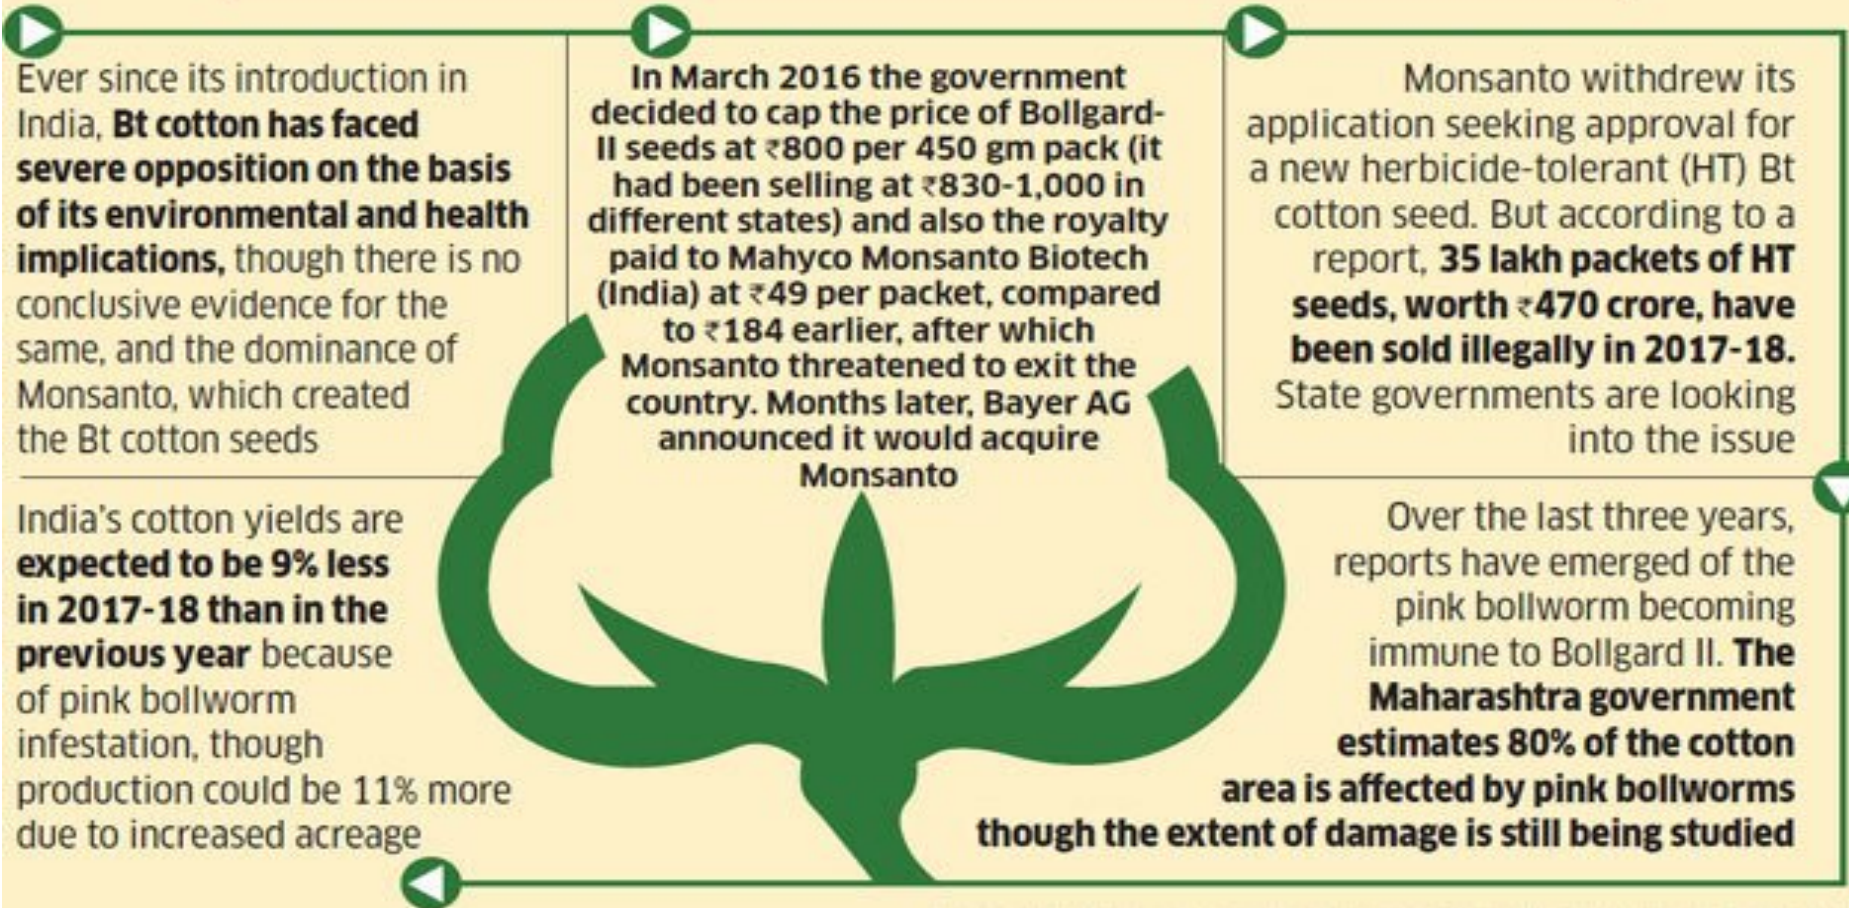 Ever since its introduction in
India, Bt cotton has faced
severe opposition on the basis
of its environmental and health
implications, though there is no
conclusive evidence for the
same, and the dominance of
Monsanto, which created
the Bt cotton seeds
In March 2016 the government
decided to cap the price of Bollgard-
II seeds at ₹800 per 450 gm pack (it
had been selling at ₹830-1,000 in
different states) and also the royalty
paid to Mahyco Monsanto Biotech
(India) at ₹49 per packet, compared
to ₹184 earlier, after which
Monsanto threatened to exit the
country. Months later, Bayer AG
announced it would acquire
Monsanto
Monsanto withdrew its
application seeking approval for
a new herbicide-tolerant (HT) Bt
cotton seed. But according to a
report, 35 lakh packets of HT
seeds, worth ₹470 crore, have
been sold illegally in 2017-18.
State governments are looking
into the issue
Over the last three years,
reports have emerged of the
pink bollworm becoming
immune to Bollgard II. The
Maharashtra government
estimates 80% of the cotton
area is affected by pink bollworms
though the extent of damage is still being studied
India's cotton yields are
expected to be 9% less
in 2017-18 than in the
previous year because
of pink bollworm
infestation, though
production could be 11% more
due to increased acreage